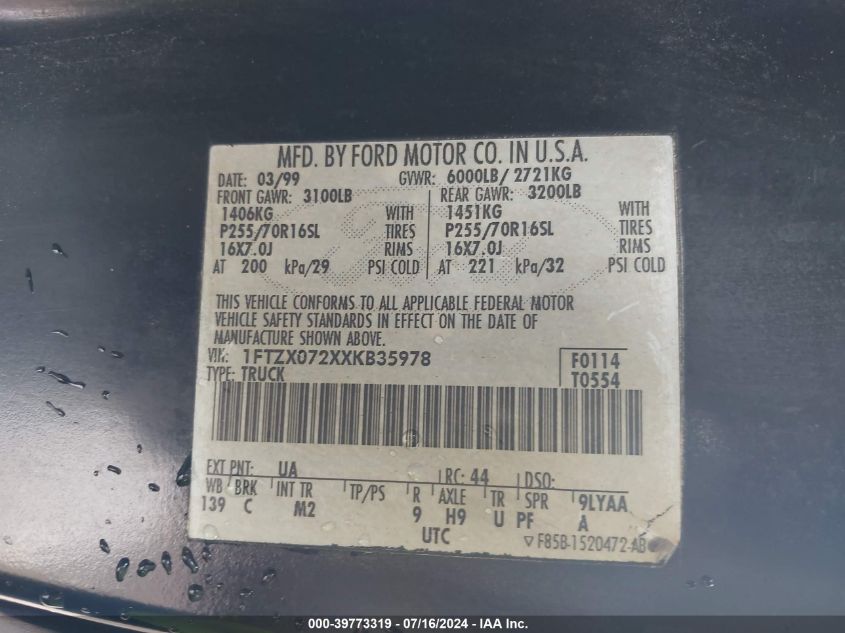 MFD. BY FORD MOTOR CO. IN U.S.A.
DATE: 03/99 GVWR: 6000LB/ 2721KG
FRONT GAWR: 3100LB REAR GAWR: 3200LB
1406KG WITH 1451KG WITH
P255/70R16SL TIRES P255/70R16SL TIRES
16X7.0J RIMS 16X7.0J RIMS
AT 200 kPa/29 PSI COLD AT 221 kPa/32 PSI COLD
THIS VEHICLE CONFORMS TO ALL APPLICABLE FEDERAL MOTOR
VEHICLE SAFETY STANDARDS IN EFFECT ON THE DATE OF
MANUFACTURE SHOWN ABOVE.
VIN: 1FTZX072XXKB35978 F0114
TYPE: TRUCK T0554
EXT PNT: UA RC: 44 DSO:
WB BRK INT TR TP/PS R AXLE TR SPR 9LYAA
139 C M2 9 H9 U PF A
UTC ▽ F85B-1520472-AB
000-39773319 / 07/16/2024 - IAA Inc.